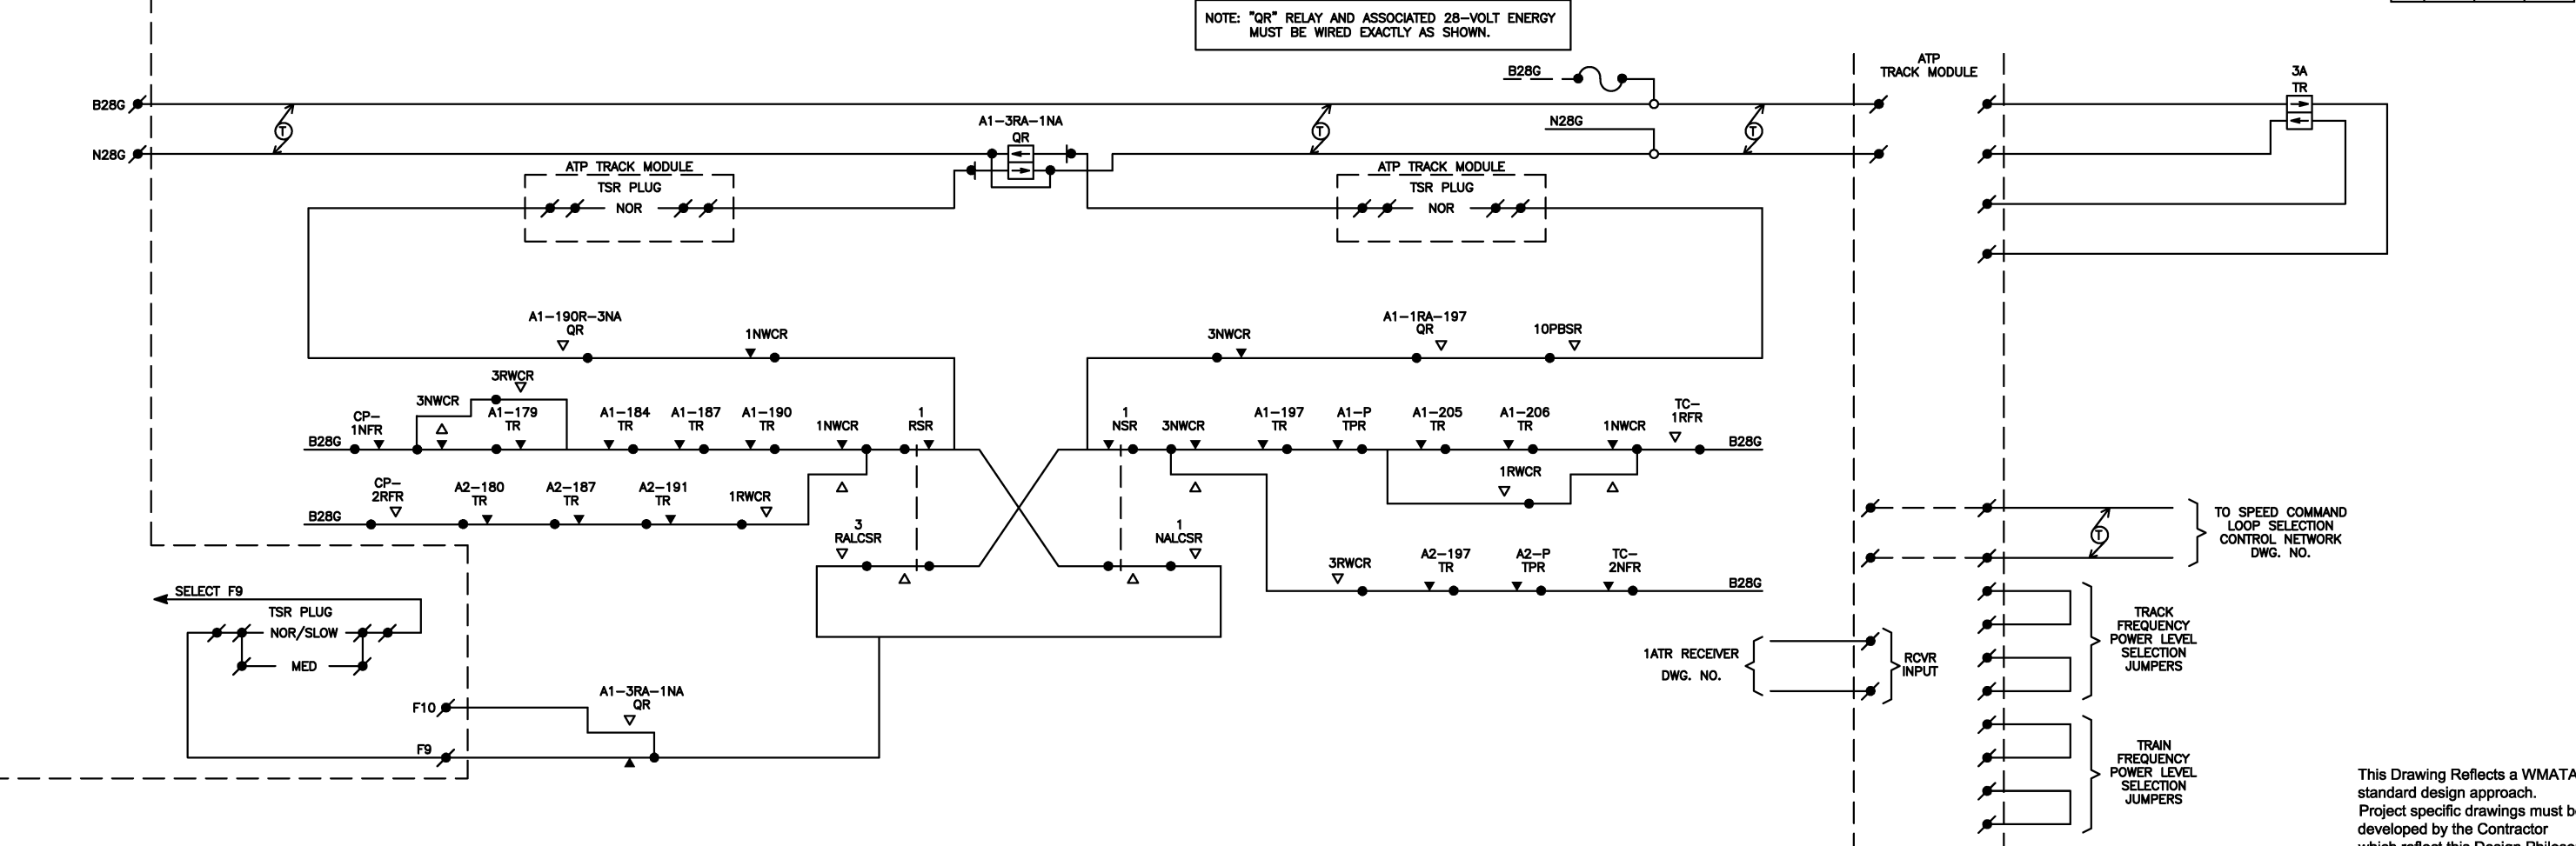 NOTE: "QR" RELAY AND ASSOCIATED 28-VOLT ENERGY
MUST BE WIRED EXACTLY AS SHOWN.
B28G
ATP
TRACK MODULE
3A
TR
B28G
A1-3RA-1NA
QR
N28G
N28G
ATP TRACK MODULE
TSR PLUG
NOR
ATP TRACK MODULE
TSR PLUG
NOR
T
T
T
A1-190R-3NA
QR
1NWCR
3NWCR
A1-1RA-197
QR
10PBSR
3RWCR
CP-
1NFR
3NWCR
A1-179
TR
A1-184
TR
A1-187
TR
A1-190
TR
1NWCR
1
RSR
1
NSR
3NWCR
A1-197
TR
A1-P
TPR
A1-205
TR
A1-206
TR
1NWCR
TC-
1RFR
B28G
B28G
CP-
2RFR
A2-180
TR
A2-187
TR
A2-191
TR
1RWCR
1RWCR
B28G
3
RALCSR
1
NALCSR
3RWCR
A2-197
TR
A2-P
TPR
TC-
2NFR
B28G
T
TO SPEED COMMAND
LOOP SELECTION
CONTROL NETWORK
DWG. NO.
SELECT F9
TSR PLUG
NOR/SLOW
MED
TRACK
FREQUENCY
POWER LEVEL
SELECTION
JUMPERS
1ATR RECEIVER
DWG. NO.
RCVR
INPUT
A1-3RA-1NA
QR
F10
F9
TRAIN
FREQUENCY
POWER LEVEL
SELECTION
JUMPERS
This Drawing Reflects a WMATA
standard design approach.
Project specific drawings must be
developed by the Contractor
which reflect this Design